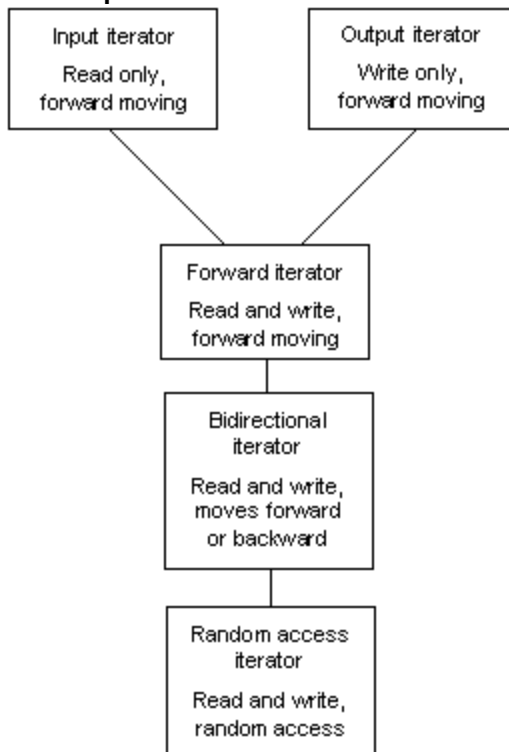 Input iterator
Read only,
forward moving
Output iterator
Write only,
forward moving
Forward iterator
Read and write,
forward moving
Bidirectional
iterator
Read and write,
moves forward
or backward
Random access
iterator
Read and write,
random access